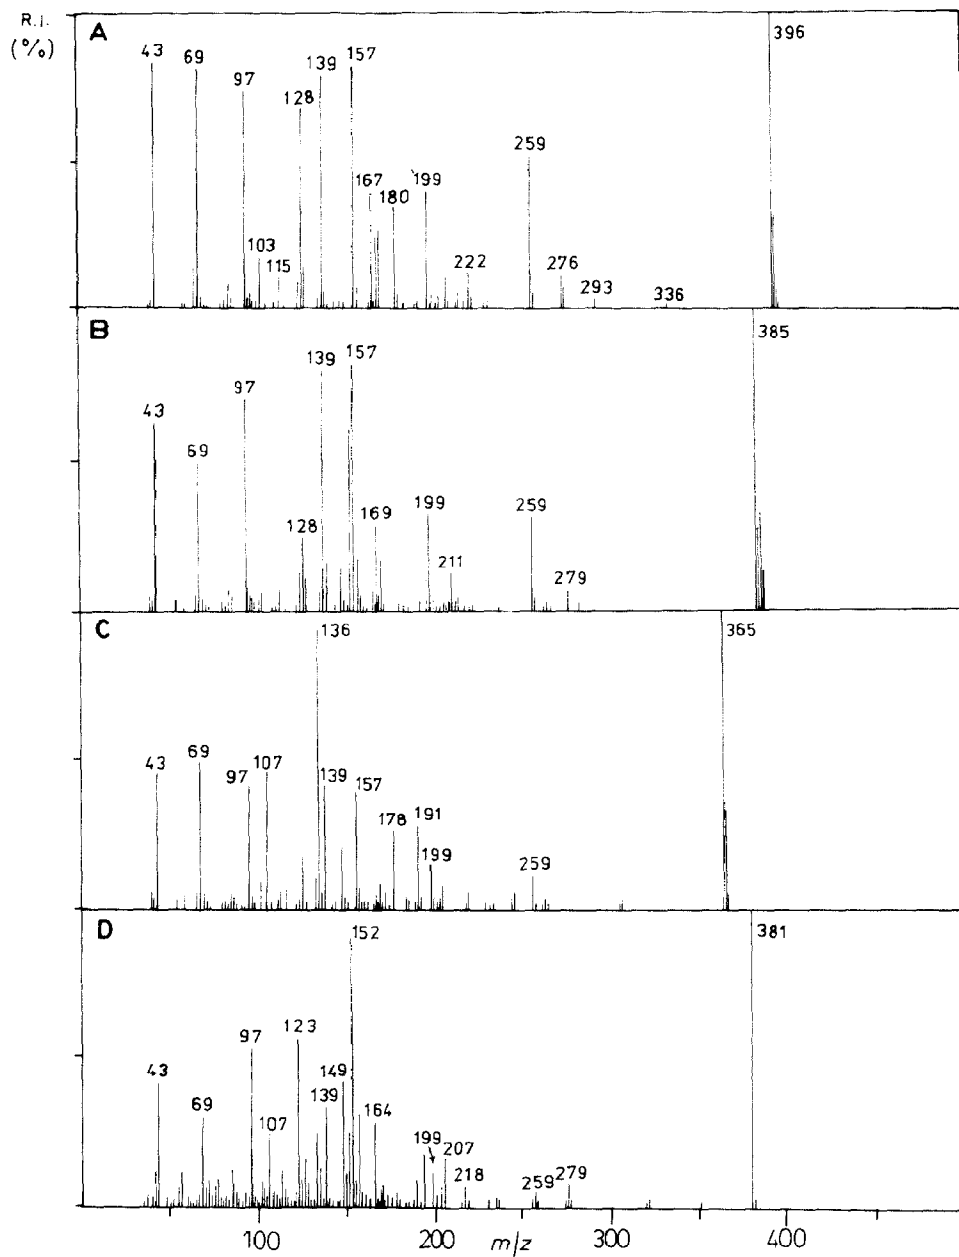 R.I.
(%)
A
43 69 97 103 115 128 139 157 167 180 199 222 259 276 293 336 396
B
43 69 97 128 139 157 169 199 211 259 279 385
C
43 69 97 107 136 139 157 178 191 199 259 365
D
43 69 97 107 123 139 149 152 164 199 207 218 259 279 381
100 200 300 400
m/z